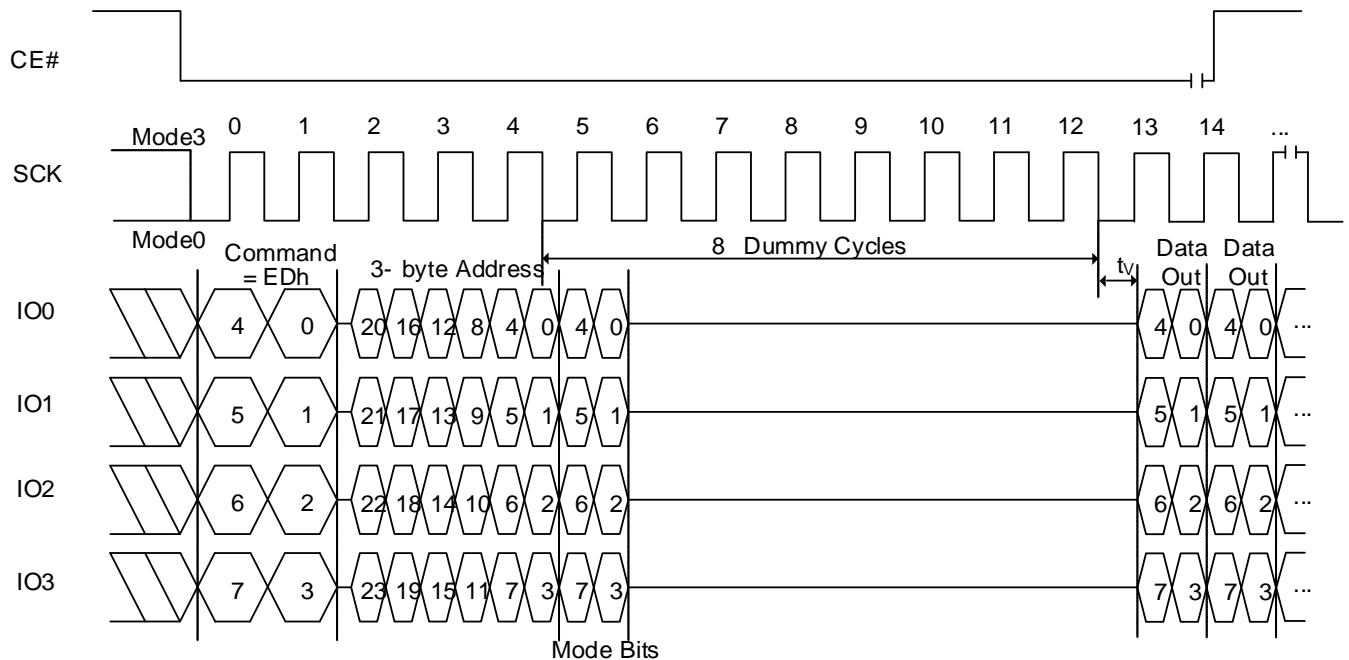 CE#
Mode3 0 1 2 3 4 5 6 7 8 9 10 11 12 13 14 ...
SCK
Mode0
8 Dummy Cycles
Command
= EDh
3- byte Address
tV
Data Out
Data Out
IO0 4 0 20 16 12 8 4 0 4 0 4 0 4 0 ...
IO1 5 1 21 17 13 9 5 1 5 1 5 1 5 1 ...
IO2 6 2 22 18 14 10 6 2 6 2 6 2 6 2 ...
IO3 7 3 23 19 15 11 7 3 7 3 7 3 7 3 ...
Mode Bits